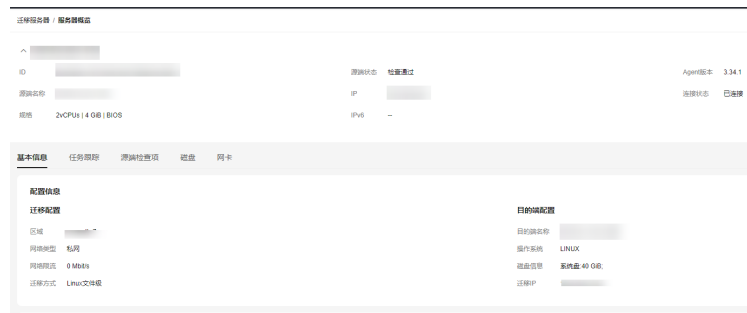 迁移服务器 / 服务器概览
ID 源端状态 检查通过 Agent版本 3.34.1
源端名称 IP 连接状态 已连接
规格 2vCPUs | 4 GiB | BIOS IPv6 --
基本信息 任务跟踪 源端检查项 磁盘 网卡
配置信息
迁移配置 目的端配置
区域 目的端名称
网络类型 私网 操作系统 LINUX
网络限流 0 Mbit/s 磁盘信息 系统盘:40 GiB;
迁移方式 Linux文件级 迁移IP